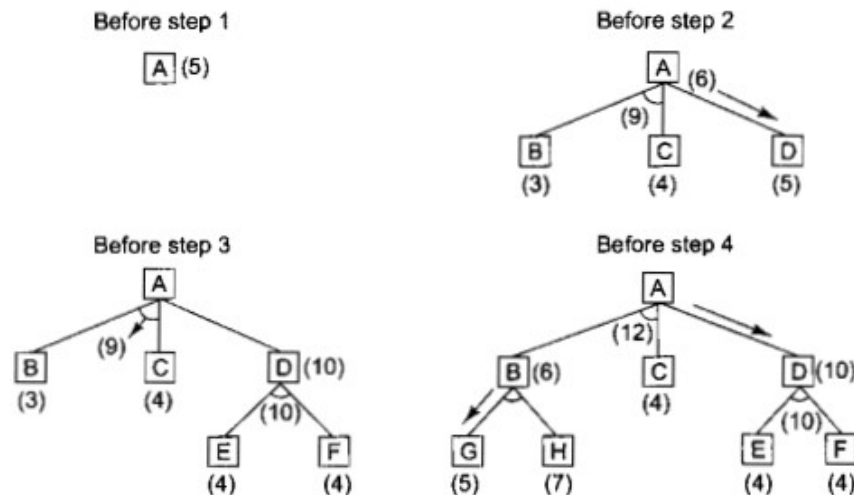 Before step 1
A (5)
Before step 2
A
(6)
(9)
B C D
(3) (4) (5)
Before step 3
A
(9)
B C D (10)
(3) (4) (10)
E F
(4) (4)
Before step 4
A
(12)
B (6) C D (10)
(4) (10)
G H E F
(5) (7) (4) (4)